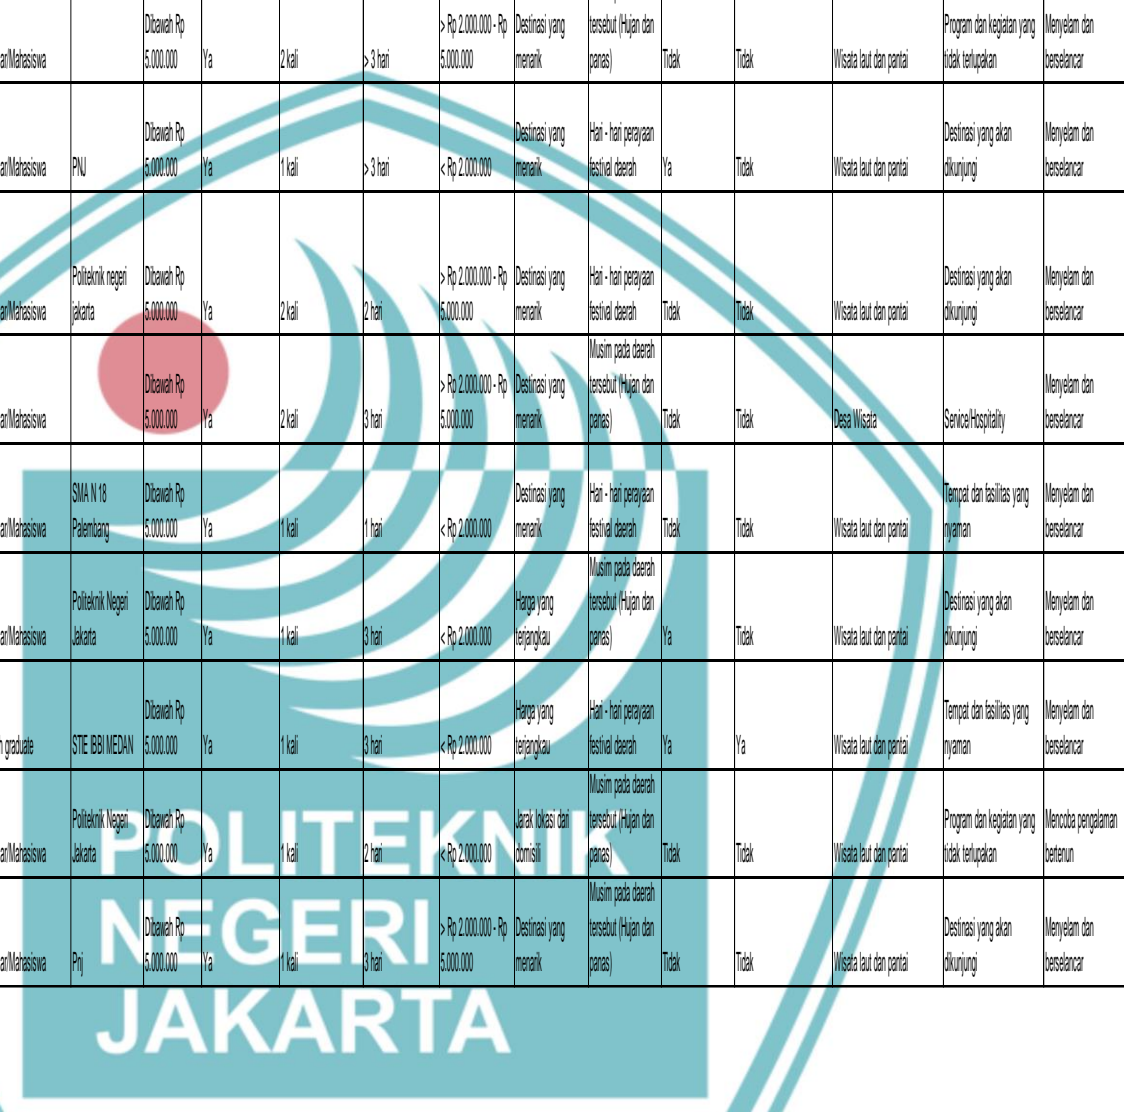 Dibawah Rp > Rp 2.000.000 - Rp Destinasi yang tersebut (Hujan dan Program dan kegiatan yang Menyelam dan
ar/Mahasiswa 5.000.000 Ya 2 kali > 3 hari 5.000.000 menarik panas) Tidak Tidak Wisata laut dan pantai tidak terlupakan berselancar
Dibawah Rp Destinasi yang Hari - hari perayaan Destinasi yang akan Menyelam dan
ar/Mahasiswa PNJ 5.000.000 Ya 1 kali > 3 hari < Rp 2.000.000 menarik festival daerah Ya Tidak Wisata laut dan pantai dikunjungi berselancar
Politeknik negeri Dibawah Rp > Rp 2.000.000 - Rp Destinasi yang Hari - hari perayaan Destinasi yang akan Menyelam dan
ar/Mahasiswa jakarta 5.000.000 Ya 2 kali 2 hari 5.000.000 menarik festival daerah Tidak Tidak Wisata laut dan pantai dikunjungi berselancar
Musim pada daerah
Dibawah Rp > Rp 2.000.000 - Rp Destinasi yang tersebut (Hujan dan Menyelam dan
ar/Mahasiswa 5.000.000 Ya 2 kali 3 hari 5.000.000 menarik panas) Tidak Tidak Desa Wisata Service/Hospitality berselancar
SMA N 18 Dibawah Rp Destinasi yang Hari - hari perayaan Tempat dan fasilitas yang Menyelam dan
ar/Mahasiswa Palembang 5.000.000 Ya 1 kali 1 hari < Rp 2.000.000 menarik festival daerah Tidak Tidak Wisata laut dan pantai nyaman berselancar
Musim pada daerah
Politeknik Negeri Dibawah Rp Harga yang tersebut (Hujan dan Destinasi yang akan Menyelam dan
ar/Mahasiswa Jakarta 5.000.000 Ya 1 kali 3 hari < Rp 2.000.000 terjangkau panas) Ya Tidak Wisata laut dan pantai dikunjungi berselancar
Dibawah Rp Harga yang Hari - hari perayaan Tempat dan fasilitas yang Menyelam dan
h graduate STIE IBBI MEDAN 5.000.000 Ya 1 kali 3 hari < Rp 2.000.000 terjangkau festival daerah Ya Ya Wisata laut dan pantai nyaman berselancar
Musim pada daerah
Politeknik Negeri Dibawah Rp Jarak lokasi dari tersebut (Hujan dan Program dan kegiatan yang Mencoba pengalaman
ar/Mahasiswa Jakarta 5.000.000 Ya 1 kali 2 hari < Rp 2.000.000 domisili panas) Tidak Tidak Wisata laut dan pantai tidak terlupakan bertenun
Musim pada daerah
Dibawah Rp > Rp 2.000.000 - Rp Destinasi yang tersebut (Hujan dan Destinasi yang akan Menyelam dan
ar/Mahasiswa Pnj 5.000.000 Ya 1 kali 3 hari 5.000.000 menarik panas) Tidak Tidak Wisata laut dan pantai dikunjungi berselancar
POLITEKNIK
NEGERI
JAKARTA